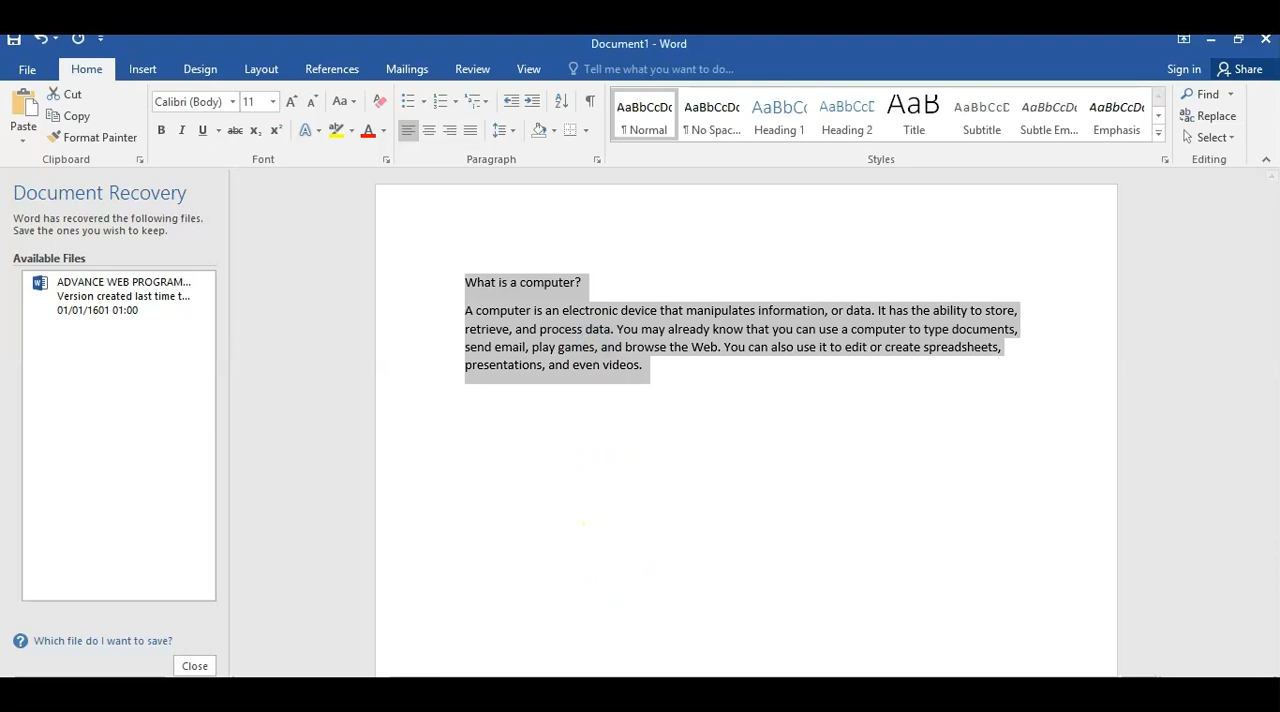 Document1 - Word
File Home Insert Design Layout References Mailings Review View Tell me what you want to do... Sign in Share
Paste Cut Copy Format Painter
Calibri (Body) 11 Aa
B I U abc x₂ x² A A
AaBbCcDc AaBbCcDc AaBbCc AaBbCcD AaB AaBbCcD AaBbCcDc AaBbCcDc
¶ Normal ¶ No Spac... Heading 1 Heading 2 Title Subtitle Subtle Em... Emphasis
Find Replace Select
Clipboard Font Paragraph Styles Editing
Document Recovery
Word has recovered the following files.
Save the ones you wish to keep.
Available Files
ADVANCE WEB PROGRAM...
Version created last time t...
01/01/1601 01:00
Which file do I want to save?
Close
What is a computer?
A computer is an electronic device that manipulates information, or data. It has the ability to store,
retrieve, and process data. You may already know that you can use a computer to type documents,
send email, play games, and browse the Web. You can also use it to edit or create spreadsheets,
presentations, and even videos.